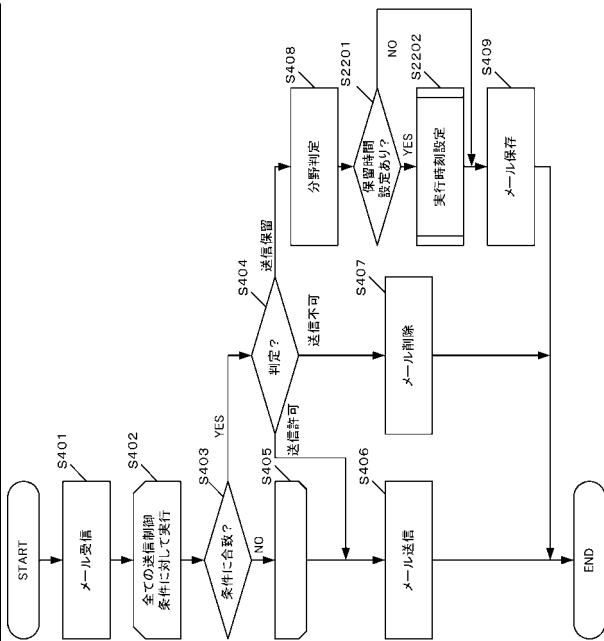 START
S401
メール受信
S402
全ての送信制御
条件に対して実行
S403
条件に合致?
YES
NO
S405
S404
判定?
送信保留
送信不可
送信許可
S406
メール送信
S407
メール削除
S408
分野判定
S2201
保留時間
設定あり?
NO
YES
S2202
実行時刻設定
S409
メール保存
END